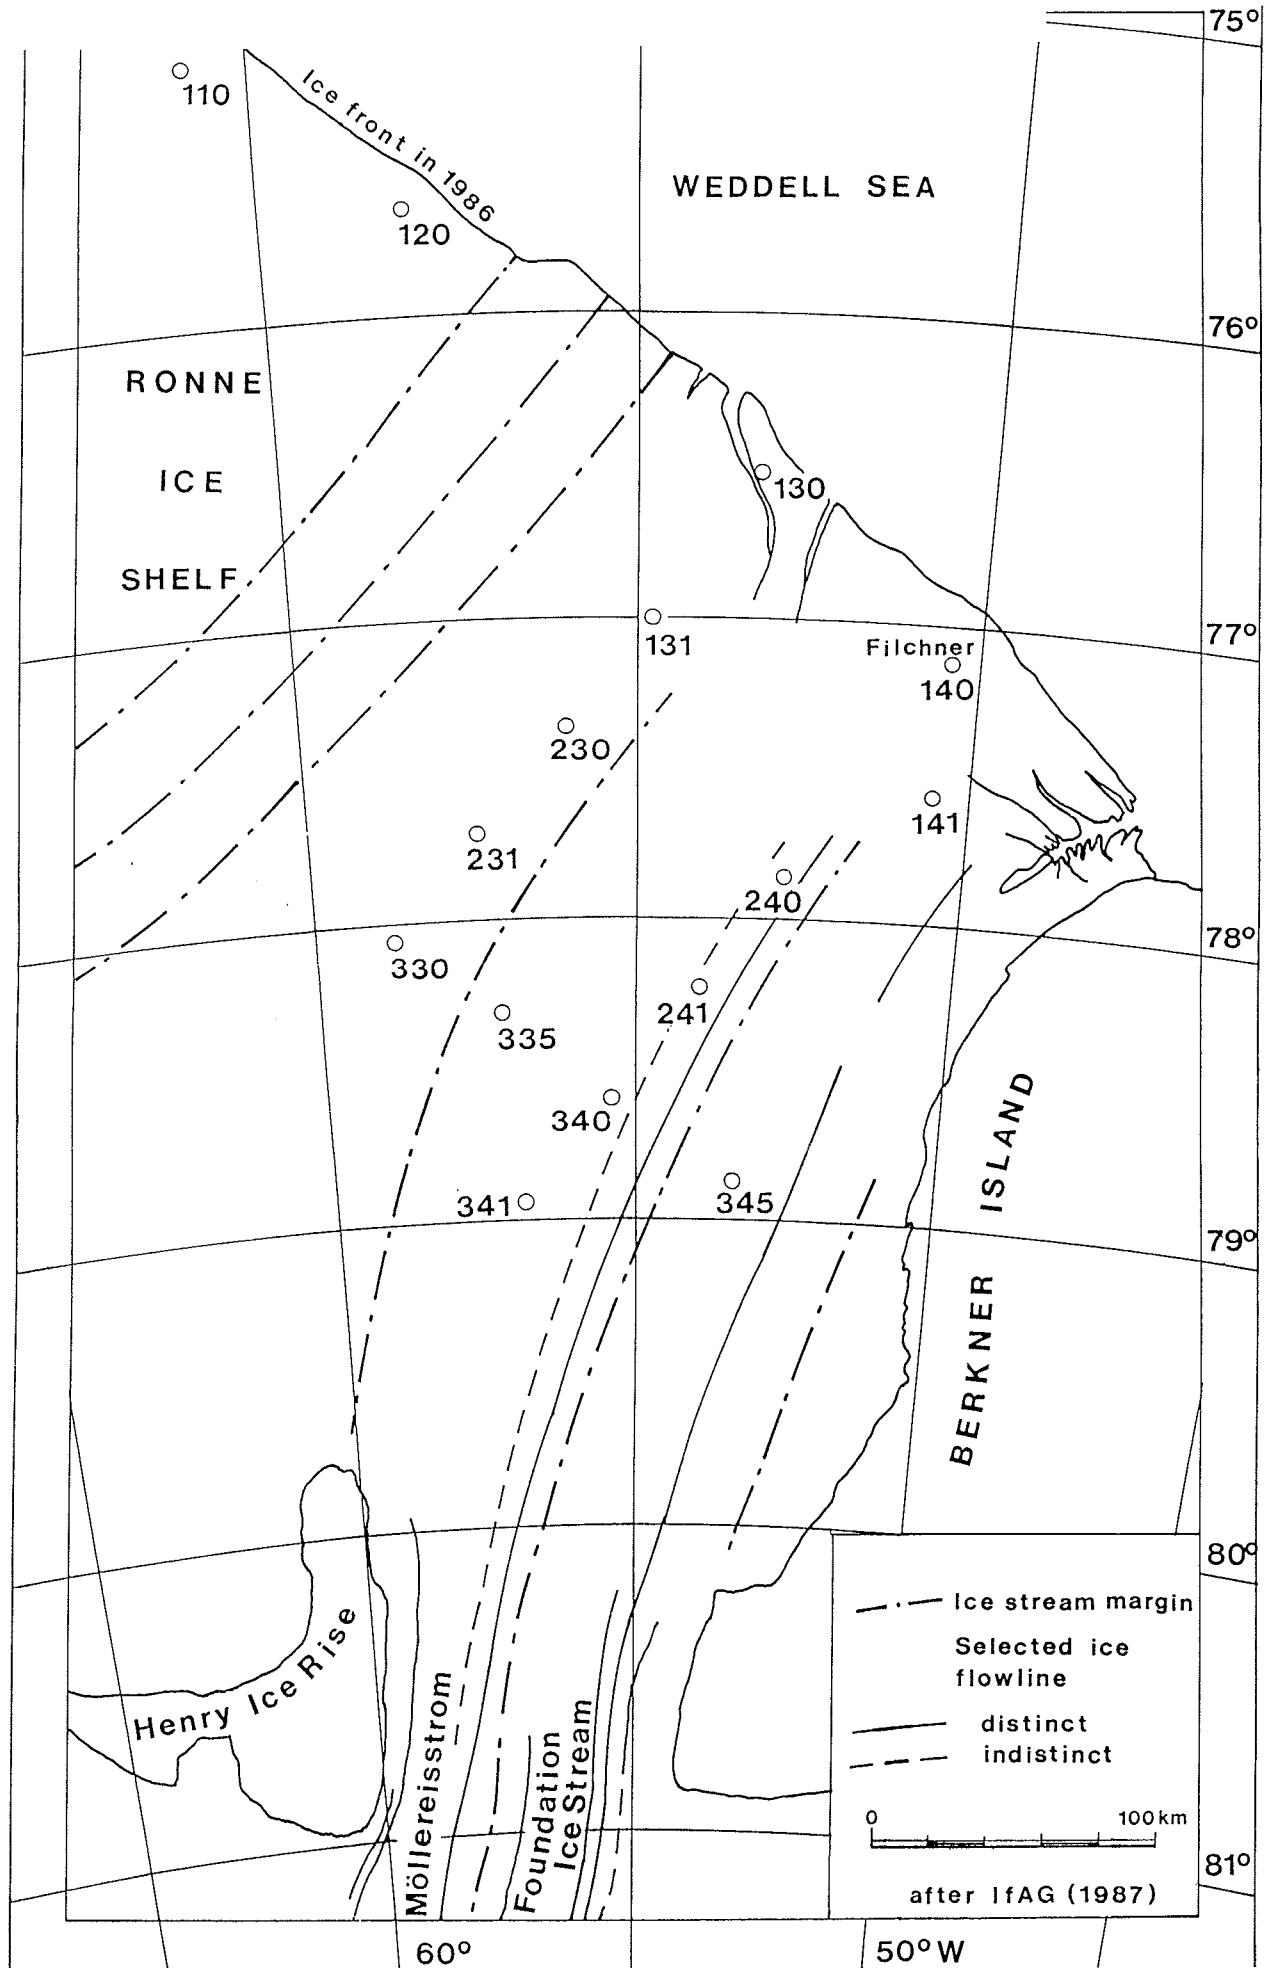 75°
110
Ice front in 1986
WEDDELL SEA
120
76°
RONNE
ICE
SHELF
130
77°
131
Filchner
140
230
141
231
240
78°
330
241
335
340
BERKNER ISLAND
341
345
79°
80°
Henry Ice Rise
Möllereisstrom
Foundation
Ice Stream
Ice stream margin
Selected ice
flowline
distinct
indistinct
0 100 km
81°
after IfAG (1987)
60° 50° W